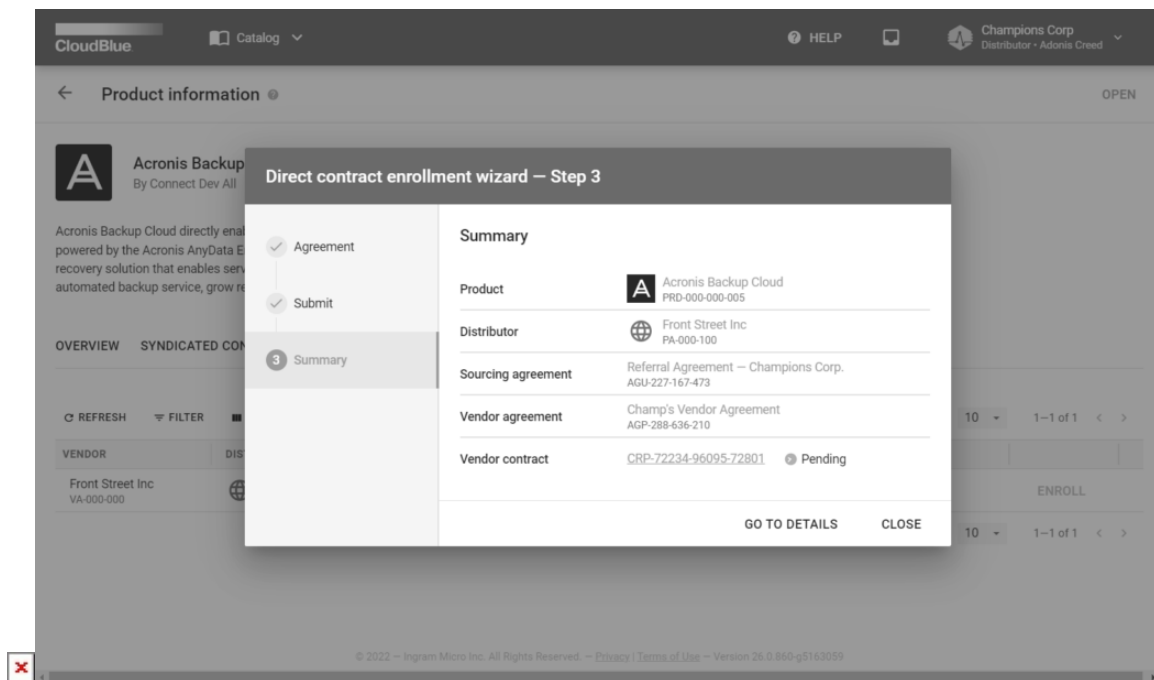 CloudBlue
Catalog
HELP
Champions Corp
Distributor • Adonis Creed
Product information
OPEN
Acronis Backup
By Connect Dev All
Acronis Backup Cloud directly
powered by the Acronis AnyData
recovery solution that enables
automated backup service, grow
OVERVIEW SYNDICATED
REFRESH FILTER
10 1–1 of 1 < >
VENDOR
Front Street Inc
VA-000-000
ENROLL
10 1–1 of 1 < >
Direct contract enrollment wizard — Step 3
Agreement
Submit
3 Summary
Summary
Product Acronis Backup Cloud
PRD-000-000-005
Distributor Front Street Inc
PA-000-100
Sourcing agreement Referral Agreement — Champions Corp.
AGU-227-167-473
Vendor agreement Champ's Vendor Agreement
AGP-288-636-210
Vendor contract CRP-72234-96095-72801 Pending
GO TO DETAILS CLOSE
© 2022 – Ingram Micro Inc. All Rights Reserved. – Privacy | Terms of Use – Version 26.0.860-g5163059